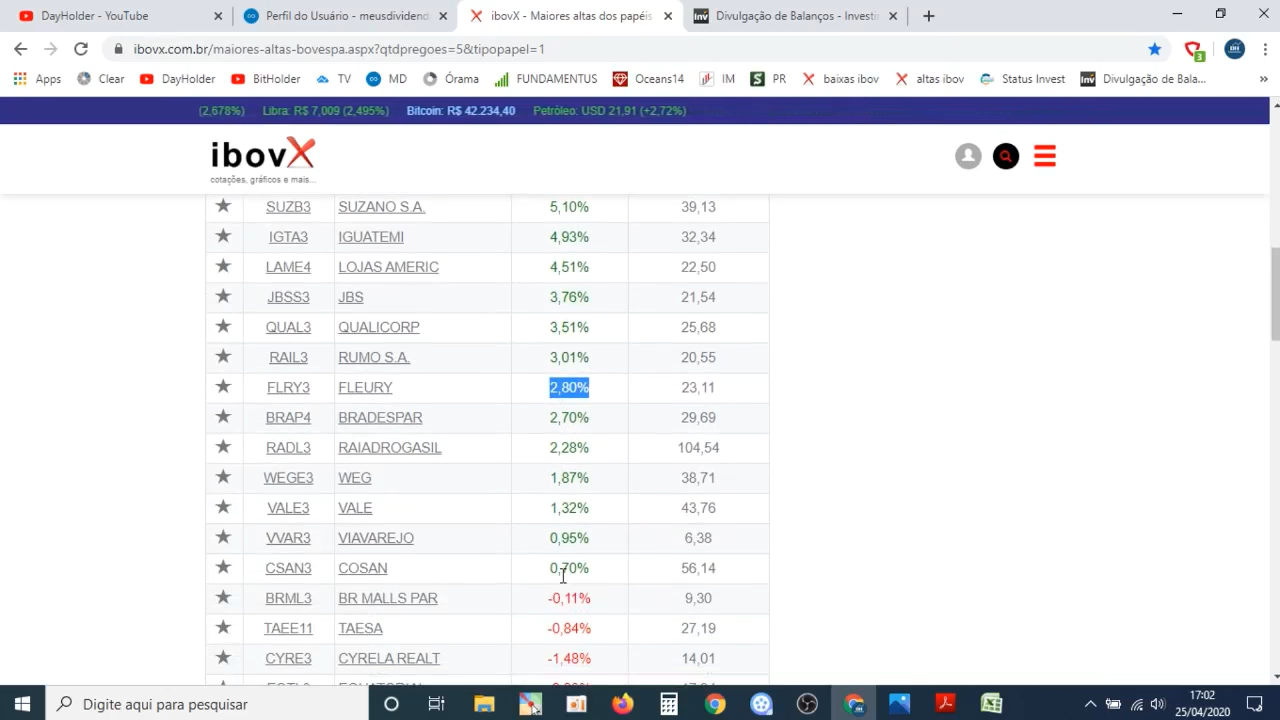 DayHolder - YouTube
Perfil do Usuário - meusdividend
ibovX - Maiores altas dos papéis
Divulgação de Balanços - Investi
ibovx.com.br/maiores-altas-bovespa.aspx?qtdpregoes=5&tipopapel=1
3
Apps Clear DayHolder BitHolder TV MD Órama FUNDAMENTUS Oceans14 IM PR baixas ibov altas ibov Status Invest Divulgação de Bala... »
(2,678%) Libra: R$ 7,009 (2,495%) Bitcoin: R$ 42.234,40 Petróleo: USD 21,91 (+2,72%)
ibovX
cotações, gráficos e mais...
SUZB3 SUZANO S.A. 5,10% 39,13
IGTA3 IGUATEMI 4,93% 32,34
LAME4 LOJAS AMERIC 4,51% 22,50
JBSS3 JBS 3,76% 21,54
QUAL3 QUALICORP 3,51% 25,68
RAIL3 RUMO S.A. 3,01% 20,55
FLRY3 FLEURY 2,80% 23,11
BRAP4 BRADESPAR 2,70% 29,69
RADL3 RAIADROGASIL 2,28% 104,54
WEGE3 WEG 1,87% 38,71
VALE3 VALE 1,32% 43,76
VVAR3 VIAVAREJO 0,95% 6,38
CSAN3 COSAN 0,70% 56,14
BRML3 BR MALLS PAR -0,11% 9,30
TAEE11 TAESA -0,84% 27,19
CYRE3 CYRELA REALT -1,48% 14,01
Digite aqui para pesquisar
17:02
25/04/2020